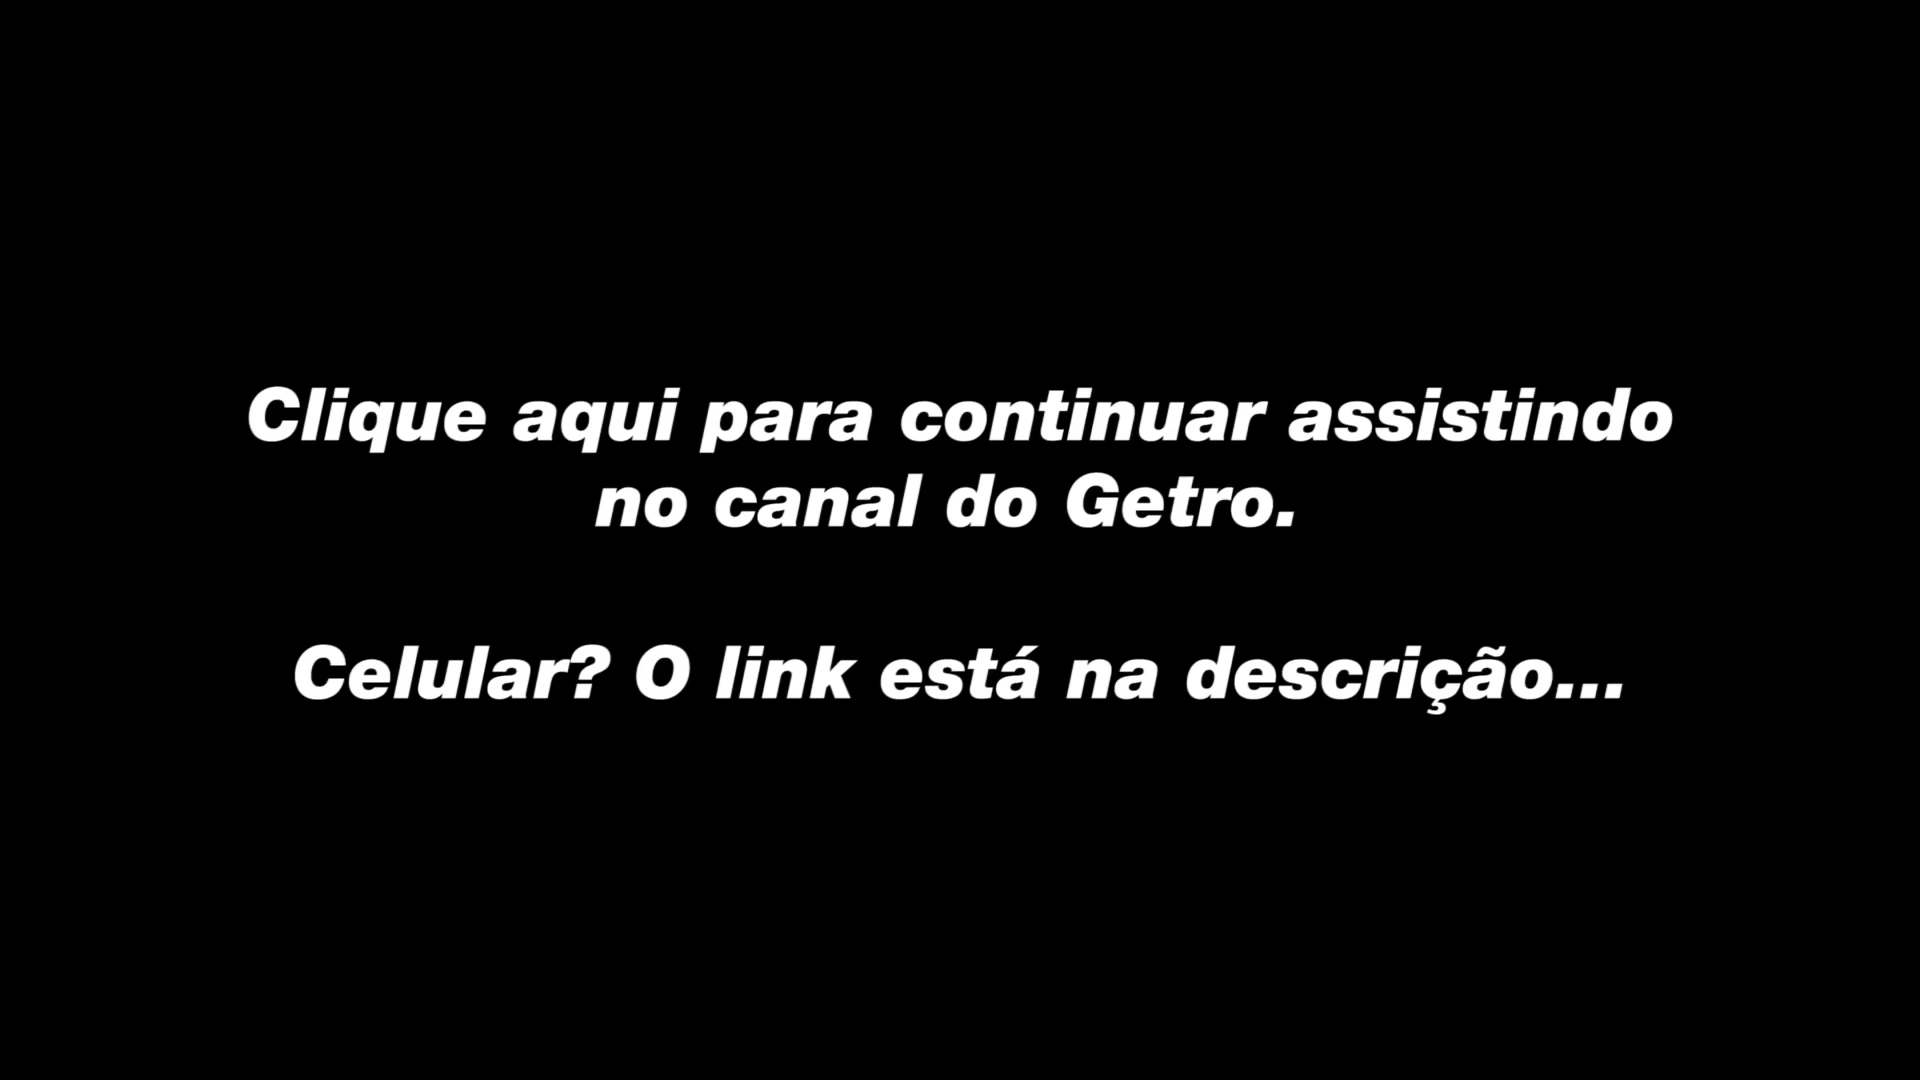 Clique aqui para continuar assistindo
no canal do Getro.
Celular? O link está na descrição...